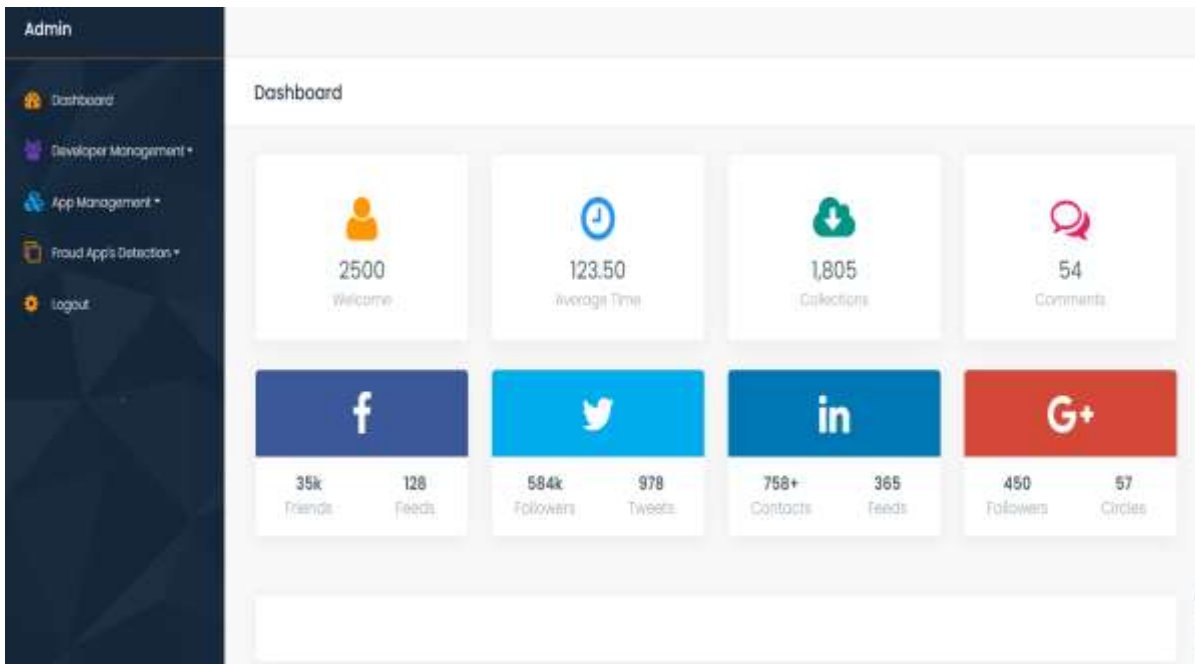 Admin
Dashboard
Developer Management
App Management
Fraud App's Detection
Logout
Dashboard
2500
Welcome
123.50
Average Time
1,805
Collections
54
Comments
f
35k 128
Friends Feeds
584k 978
Followers Tweets
in
758+ 365
Contacts Feeds
G+
450 57
Followers Circles